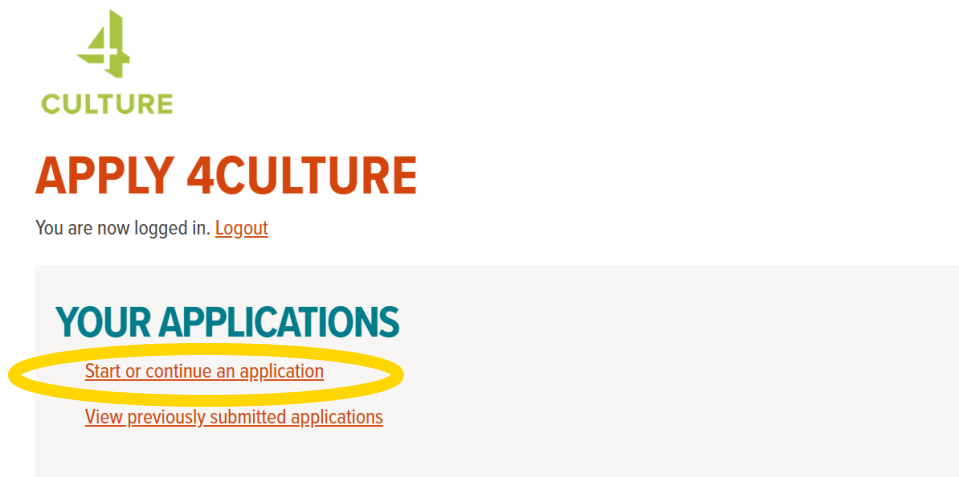 4
CULTURE
APPLY 4CULTURE
You are now logged in. Logout
YOUR APPLICATIONS
Start or continue an application
View previously submitted applications